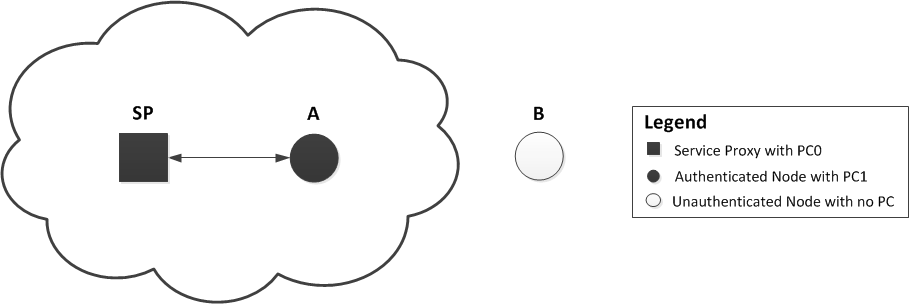 SP
A
B
Legend
Service Proxy with PC0
Authenticated Node with PC1
Unauthenticated Node with no PC